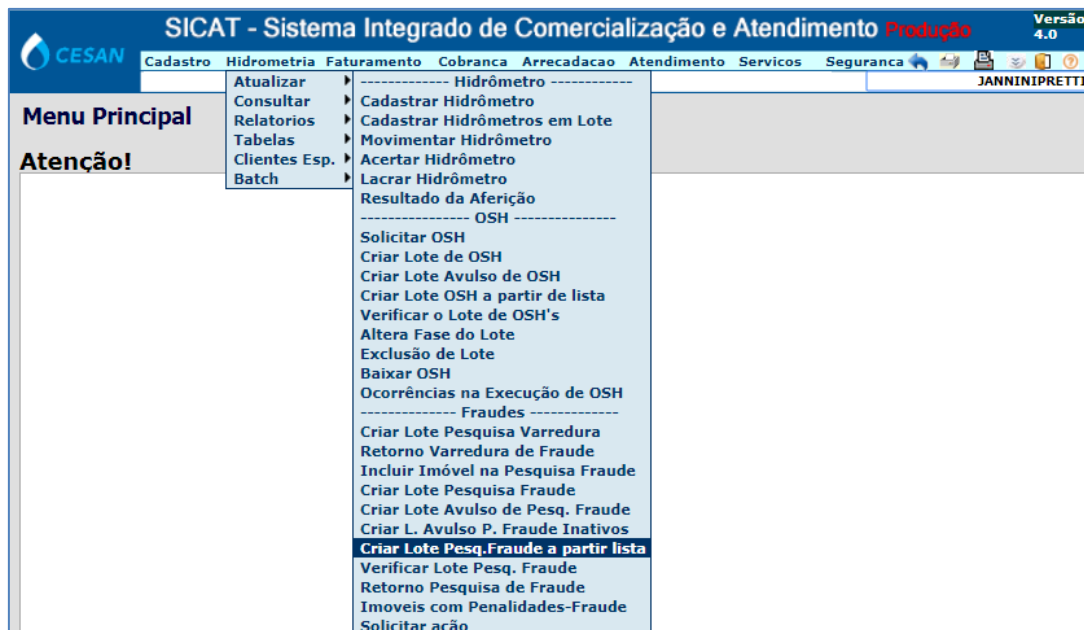 SICAT - Sistema Integrado de Comercialização e Atendimento Produção
Versão 4.0
CESAN
Cadastro Hidrometria Faturamento Cobranca Arrecadacao Atendimento Servicos Seguranca
JANNINIPRETTI
Menu Principal
Atenção!
Atualizar
Consultar
Relatorios
Tabelas
Clientes Esp.
Batch
------------ Hidrômetro ------------
Cadastrar Hidrômetro
Cadastrar Hidrômetros em Lote
Movimentar Hidrômetro
Acertar Hidrômetro
Lacrar Hidrômetro
Resultado da Aferição
---------------- OSH ---------------
Solicitar OSH
Criar Lote de OSH
Criar Lote Avulso de OSH
Criar Lote OSH a partir de lista
Verificar o Lote de OSH's
Altera Fase do Lote
Exclusão de Lote
Baixar OSH
Ocorrências na Execução de OSH
-------------- Fraudes -------------
Criar Lote Pesquisa Varredura
Retorno Varredura de Fraude
Incluir Imóvel na Pesquisa Fraude
Criar Lote Pesquisa Fraude
Criar Lote Avulso de Pesq. Fraude
Criar L. Avulso P. Fraude Inativos
Criar Lote Pesq.Fraude a partir lista
Verificar Lote Pesq. Fraude
Retorno Pesquisa de Fraude
Imoveis com Penalidades-Fraude
Solicitar ação